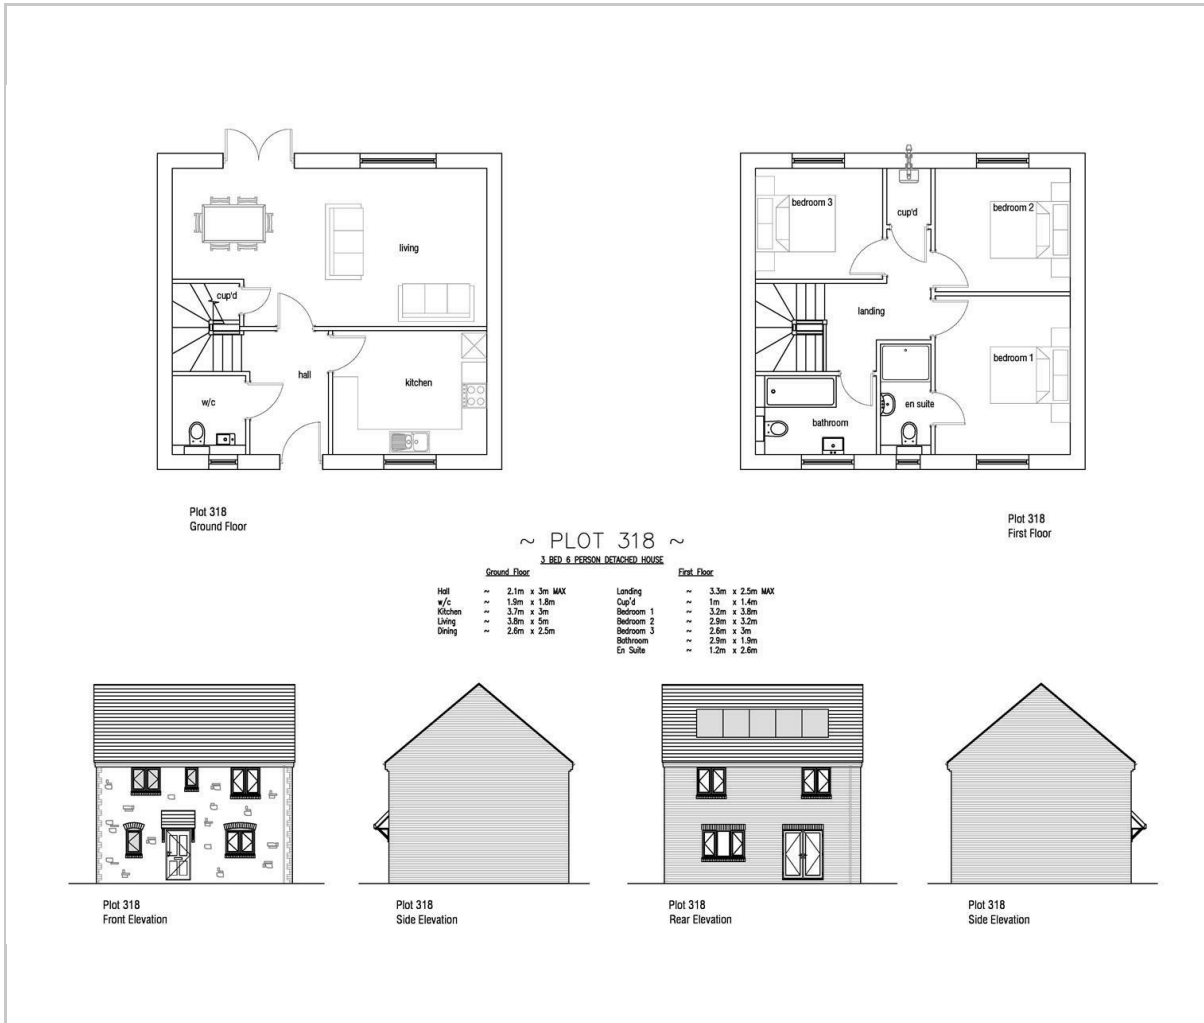 bedroom 3
cup'd
bedroom 2
living
cup'd
landing
hall
kitchen
bedroom 1
w/c
en suite
bathroom
Plot 318
Ground Floor
Plot 318
First Floor
~ PLOT 318 ~
3 BED 6 PERSON DETACHED HOUSE
Ground Floor
Hall ~ 2.1m x 3m MAX
w/c ~ 1.9m x 1.8m
Kitchen ~ 3.7m x 3m
Living ~ 3.8m x 5m
Dining ~ 2.6m x 2.5m
First Floor
Landing ~ 3.3m x 2.5m MAX
Cup'd ~ 1m x 1.4m
Bedroom 1 ~ 3.2m x 3.8m
Bedroom 2 ~ 2.9m x 3.2m
Bedroom 3 ~ 2.6m x 3m
Bathroom ~ 2.9m x 1.9m
En Suite ~ 1.2m x 2.6m
Plot 318
Front Elevation
Plot 318
Side Elevation
Plot 318
Rear Elevation
Plot 318
Side Elevation